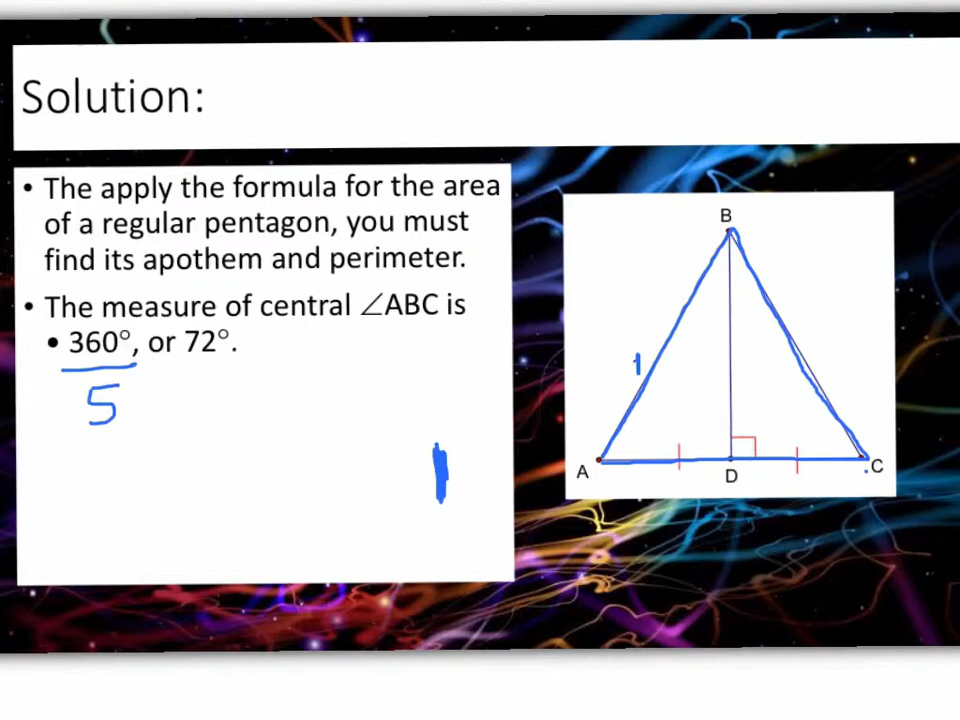 Solution:
• The apply the formula for the area
of a regular pentagon, you must
find its apothem and perimeter.
• The measure of central ∠ABC is
• 360°, or 72°.
5
1
B
1
A
D
C